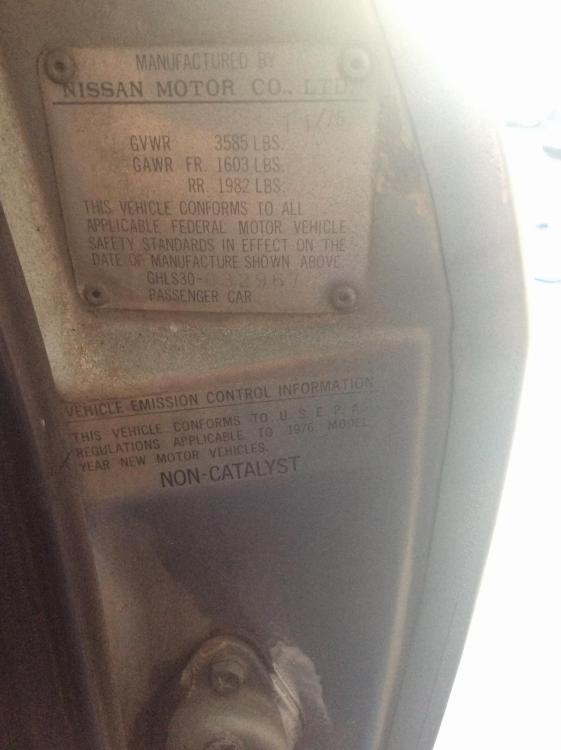 MANUFACTURED BY
NISSAN MOTOR CO., LTD.
/76
GVWR 3585 LBS.
GAWR FR. 1603 LBS.
RR. 1982 LBS.
THIS VEHICLE CONFORMS TO ALL
APPLICABLE FEDERAL MOTOR VEHICLE
SAFETY STANDARDS IN EFFECT ON THE
DATE OF MANUFACTURE SHOWN ABOVE.
GHLS30-032967
PASSENGER CAR
VEHICLE EMISSION CONTROL INFORMATION
THIS VEHICLE CONFORMS TO U.S.E.P.A.
REGULATIONS APPLICABLE TO 1976 MODEL
YEAR NEW MOTOR VEHICLES.
NON-CATALYST